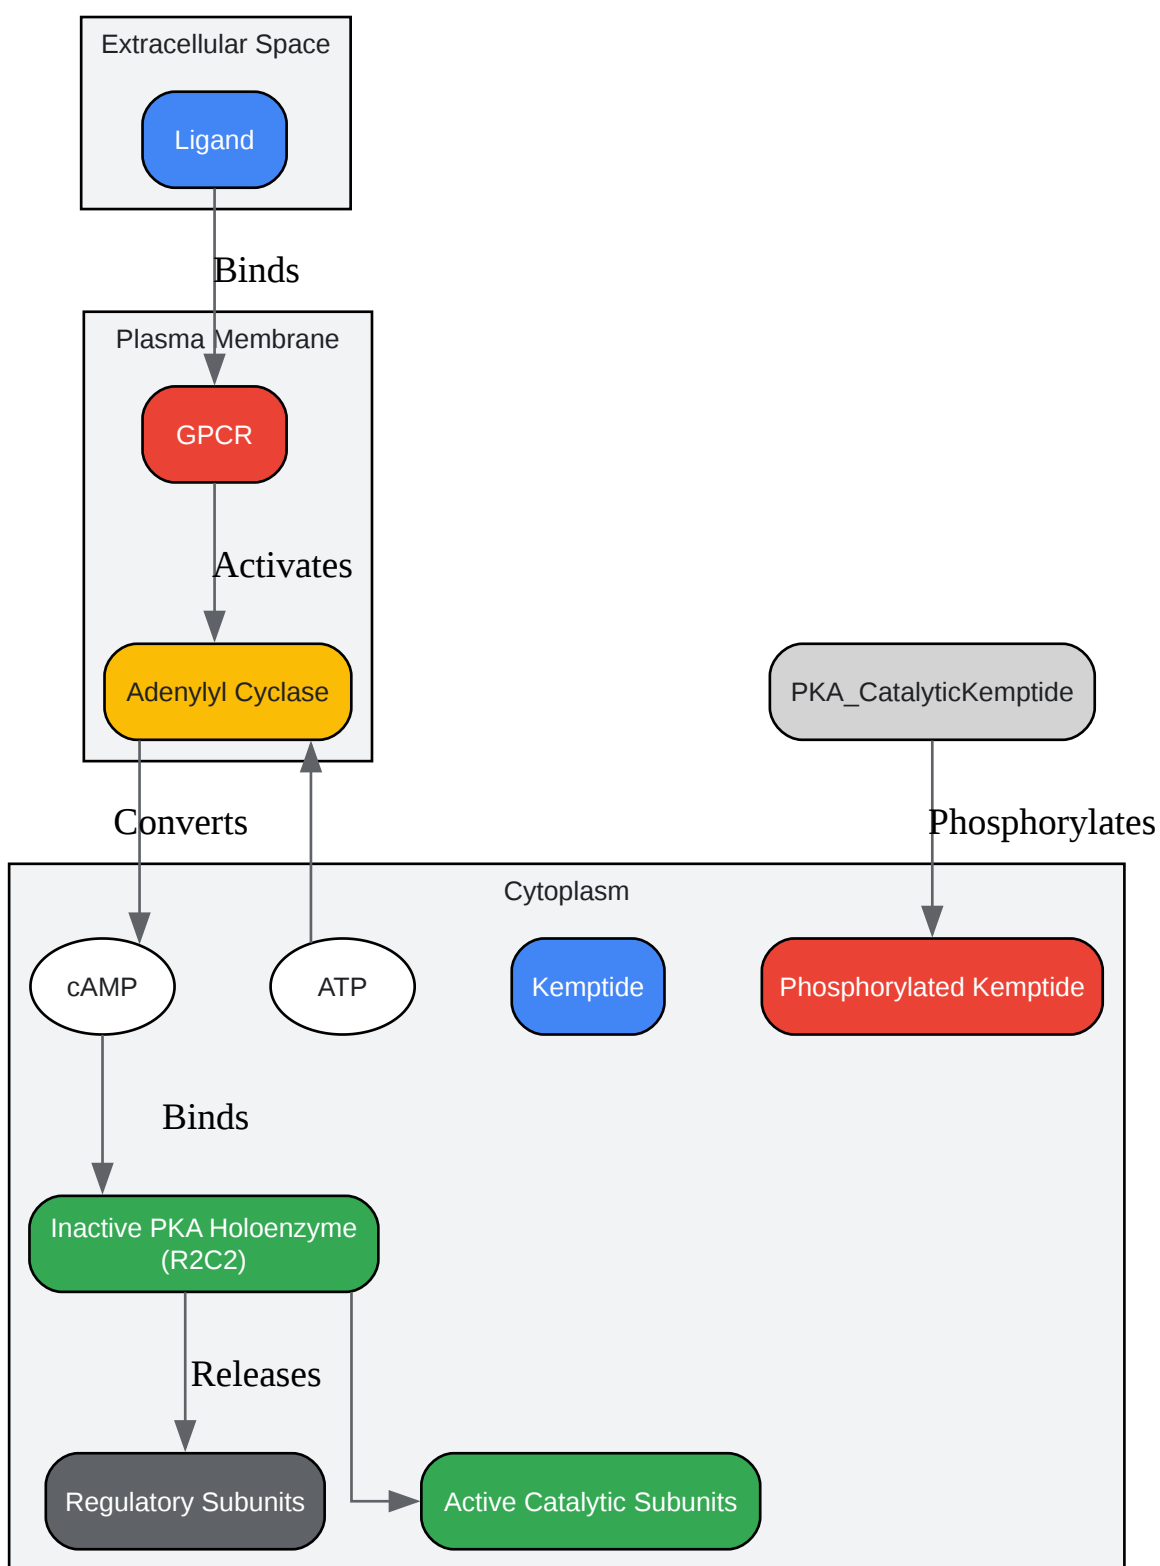 Extracellular Space
Ligand
Binds
Plasma Membrane
GPCR
Activates
Adenylyl Cyclase
PKA_CatalyticKemptide
Converts
Phosphorylates
Cytoplasm
cAMP
ATP
Kemptide
Phosphorylated Kemptide
Binds
Inactive PKA Holoenzyme
(R2C2)
Releases
Regulatory Subunits
Active Catalytic Subunits